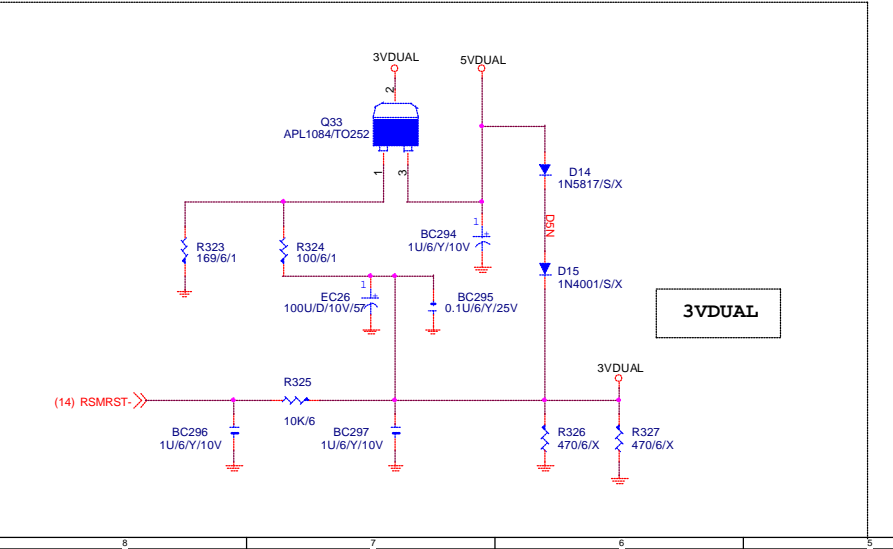 3VDUAL
5VDUAL
2
Q33
APL1084/TO252
1
3
D14
1N5817/S/X
D5N
R323
169/6/1
R324
100/6/1
BC294
1U/6/Y/10V
1
D15
1N4001/S/X
1
EC26
100U/D/10V/57
BC295
0.1U/6/Y/25V
3VDUAL
3VDUAL
R325
(14) RSMRST-
10K/6
BC296
1U/6/Y/10V
BC297
1U/6/Y/10V
R326
470/6/X
R327
470/6/X
8
7
6
5